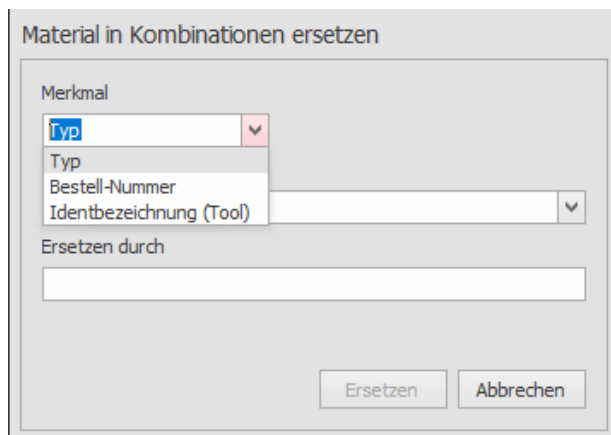 Material in Kombinationen ersetzen
Merkmal
Typ
Typ
Bestell-Nummer
Identbezeichnung (Tool)
Ersetzen durch
Ersetzen Abbrechen